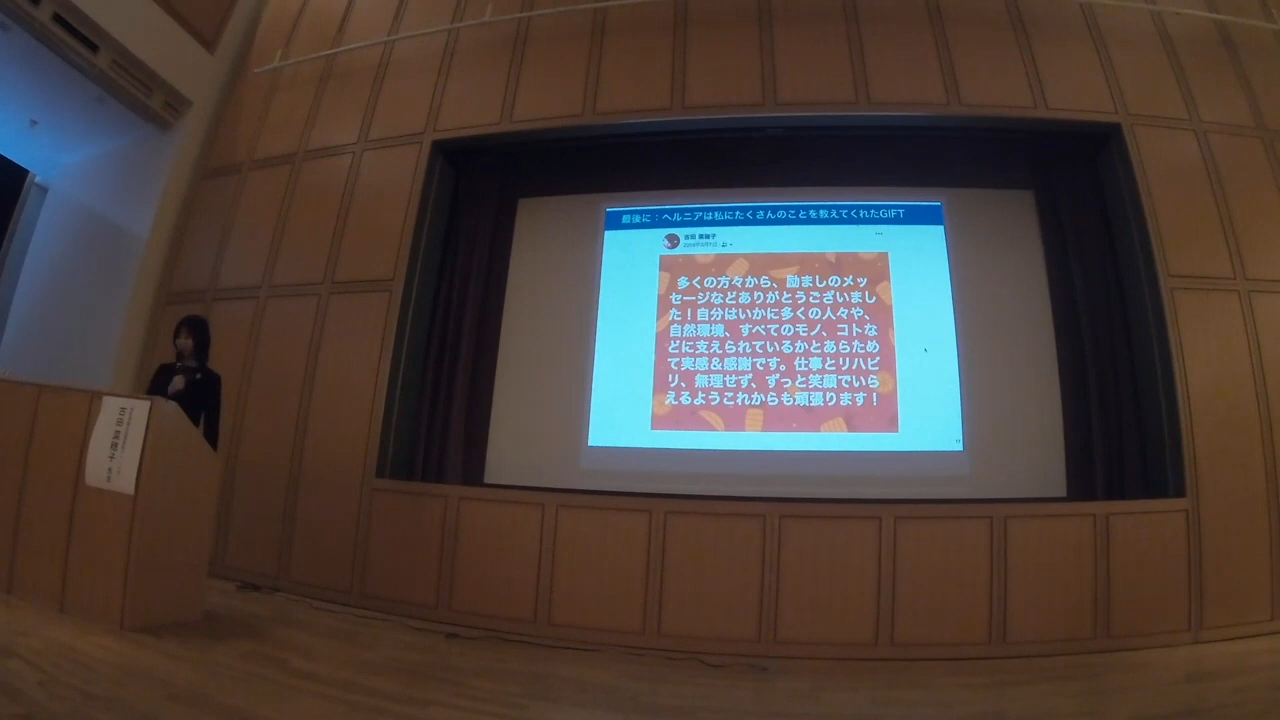 最後に：ヘルニアは私にたくさんのことを教えてくれたGIFT
多くの方々から、励ましのメッ
セージなどありがとうございまし
た！自分はいかに多くの人々や、
自然環境、すべてのモノ、コトな
どに支えられているかとあらため
て実感＆感謝です。仕事とリハビ
リ、無理せず、ずっと笑顔でいら
えるようこれからも頑張ります！
17